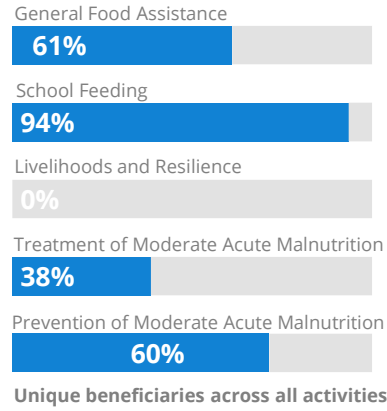 General Food Assistance
61%
School Feeding
94%
Livelihoods and Resilience
0%
Treatment of Moderate Acute Malnutrition
38%
Prevention of Moderate Acute Malnutrition
60%
Unique beneficiaries across all activities